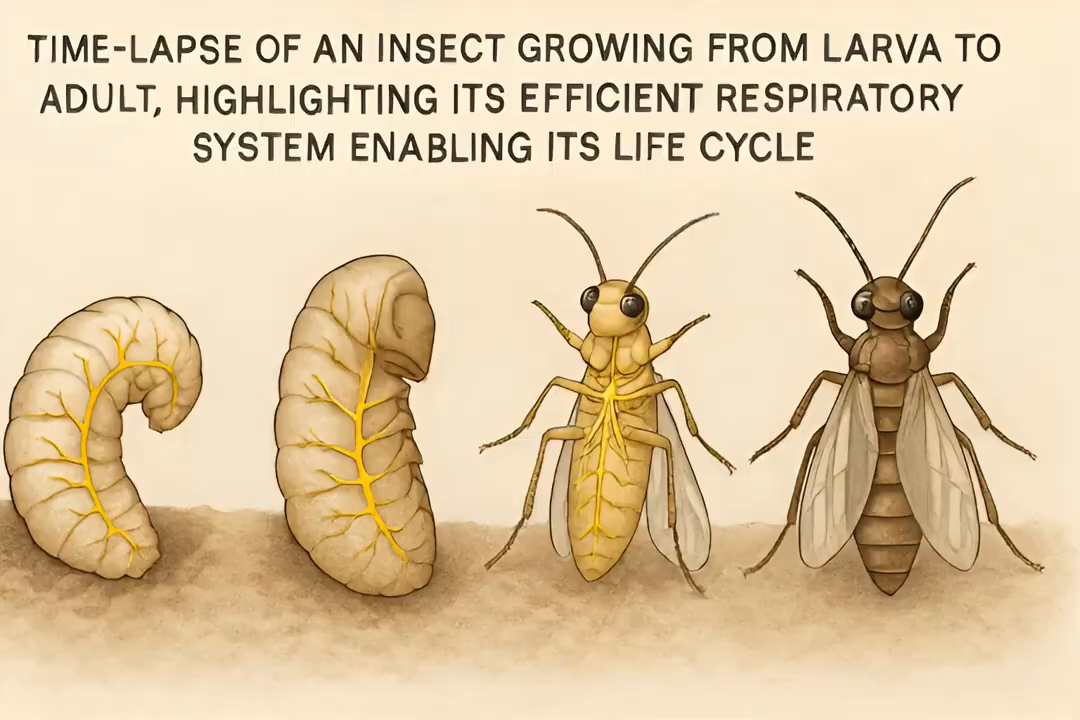 TIME-LAPSE OF AN INSECT GROWING FROM LARVA TO
ADULT, HIGHLIGHTING ITS EFFICIENT RESPIRATORY
SYSTEM ENABLING ITS LIFE CYCLE